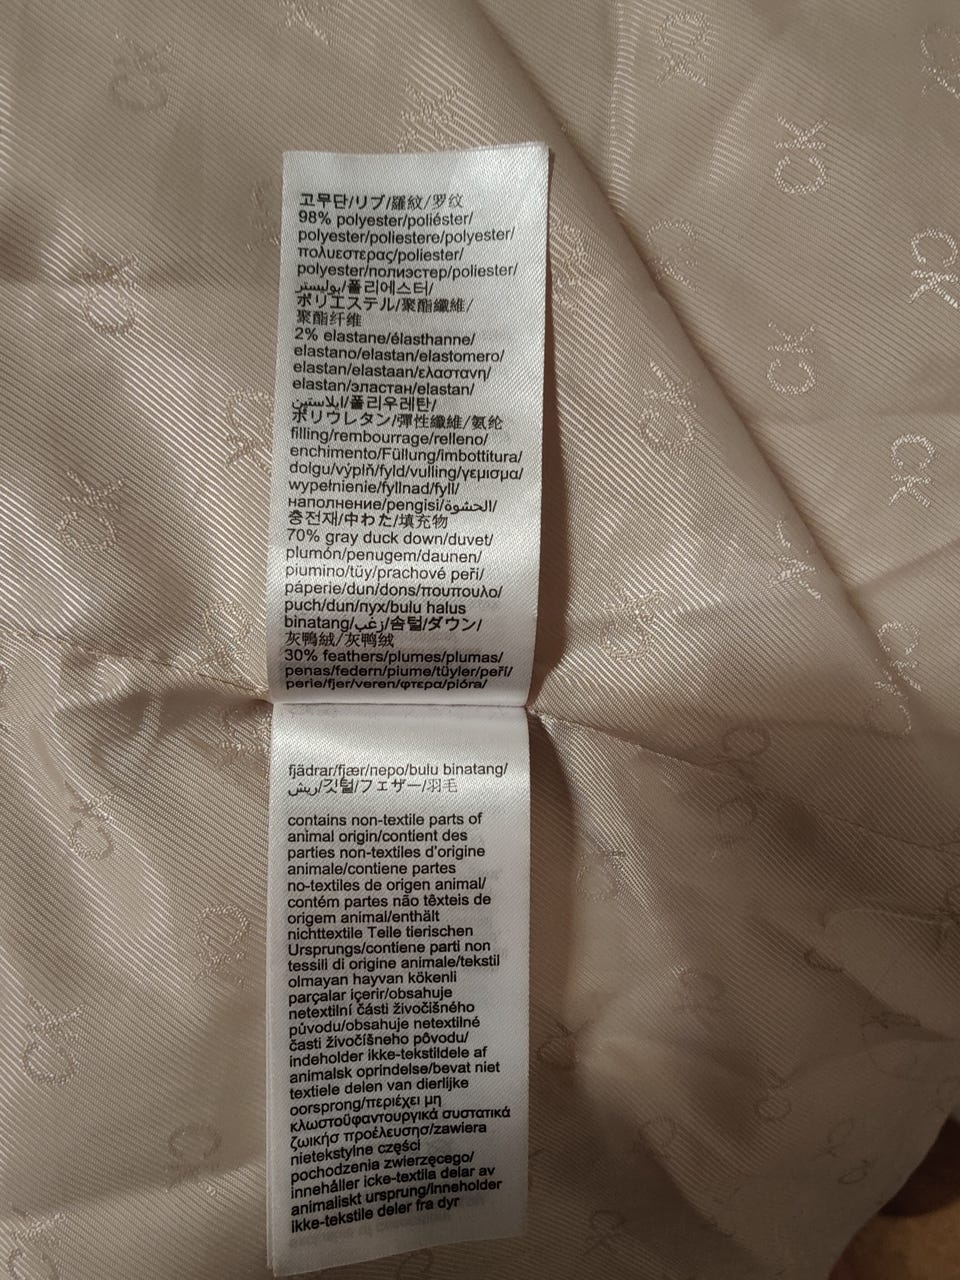 고무단/リブ/羅紋/罗纹
98% polyester/poliéster/
polyester/poliestere/polyester/
πολυεστερας/poliester/
polyester/полиэстер/poliester/
بوليستر/폴리에스터/
ポリエステル/聚酯纖維/
聚酯纤维
2% elastane/élasthanne/
elastano/elastan/elastomero/
elastan/elastaan/ελαστανη/
elastan/эластан/elastan/
ايلاستين/폴리우레탄/
ポリウレタン/彈性纖維/氨纶
filling/rembourrage/relleno/
enchimento/Füllung/imbottitura/
dolgu/výplň/fyld/vulling/γεμισμα/
wypełnienie/fyllnad/fyll/
наполнение/pengisi/الحشوة/
충전재/中わた/填充物
70% gray duck down/duvet/
plumón/penugem/daunen/
piumino/tüy/prachové peří/
páperie/dun/dons/πουπουλο/
puch/dun/пух/bulu halus
binatang/زغب/솜털/ダウン/
灰鴨絨/灰鸭绒
30% feathers/plumes/plumas/
penas/federn/piume/tüyler/peří/
perie/fjer/veren/φτερα/pióra/
fjädrar/fjær/перо/bulu binatang/
ريش/깃털/フェザー/羽毛
contains non-textile parts of
animal origin/contient des
parties non-textiles d'origine
animale/contiene partes
no-textiles de origen animal/
contém partes não têxteis de
origem animal/enthält
nichttextile Teile tierischen
Ursprungs/contiene parti non
tessili di origine animale/tekstil
olmayan hayvan kökenli
parçalar içerir/obsahuje
netextilní části živočišného
původu/obsahuje netextilné
časti živočíšneho pôvodu/
indeholder ikke-tekstildele af
animalsk oprindelse/bevat niet
textiele delen van dierlijke
oorsprong/περιέχει μη
κλωστοϋφαντουργικά συστατικά
ζωικήσ προέλευσησ/zawiera
nietekstylne części
pochodzenia zwierzęcego/
innehåller icke-textila delar av
animaliskt ursprung/inneholder
ikke-tekstile deler fra dyr
CK
CK
CK
CK
CK
CK
CK
CK